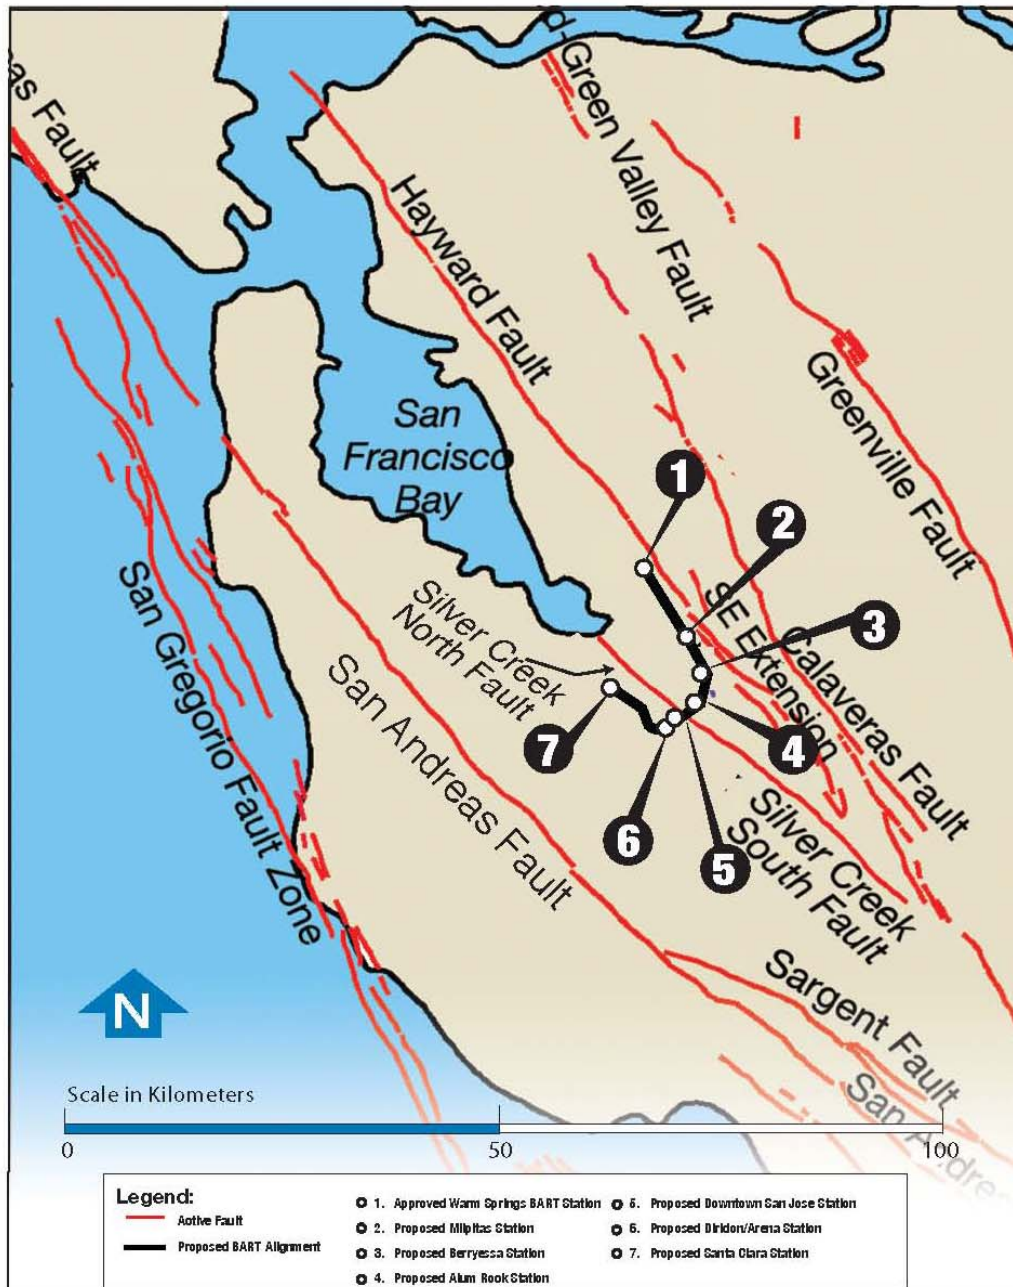 as Fault
d-Green Valley Fault
Hayward Fault
Greenville Fault
San
Francisco
Bay
1
2
3
4
5
6
7
SE Extension
Calaveras Fault
Silver Creek
North Fault
San Gregorio Fault Zone
San Andreas Fault
Silver Creek
South Fault
Sargent Fault
San Andrea
N
Scale in Kilometers
0 50 100
Legend:
Active Fault
Proposed BART Alignment
1. Approved Warm Springs BART Station
2. Proposed Milpitas Station
3. Proposed Berryessa Station
4. Proposed Alum Rock Station
5. Proposed Downtown San Jose Station
6. Proposed Diridon/Arena Station
7. Proposed Santa Clara Station